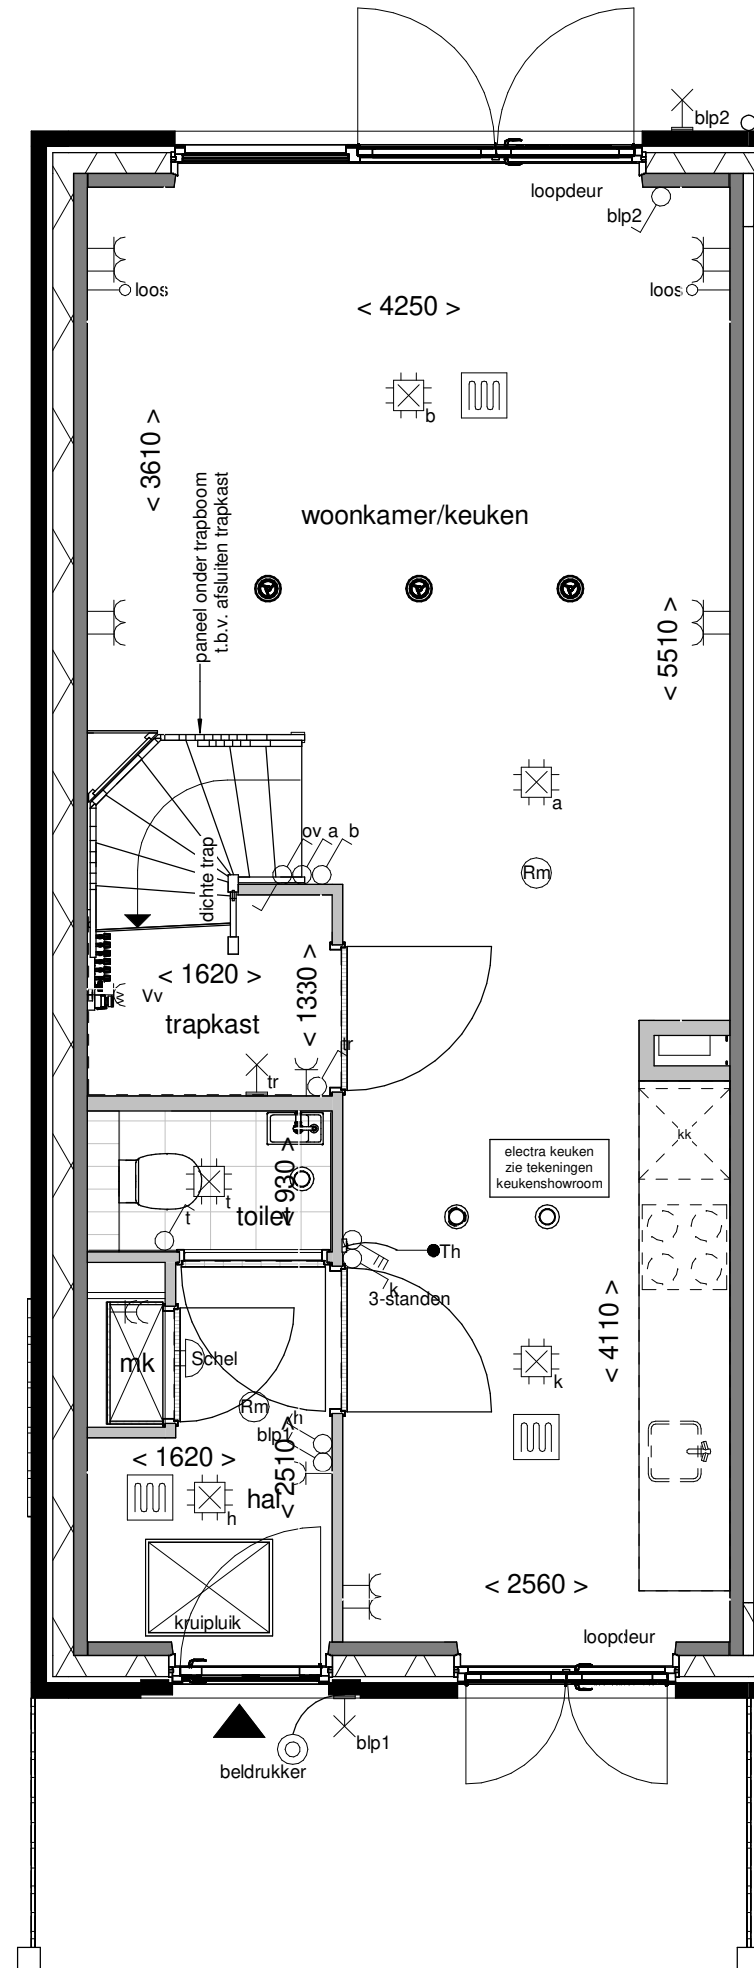 blp2
loopdeur
blp2
loos
loos
< 4250 >
b
< 3610 >
paneel onder trapboom
t.b.v. afsluiten trapkast
woonkamer/keuken
< 5510 >
a
ov a b
dichte trap
Rm
< 1620 >
< 1330 >
Vv
trapkast
tr
tr
kk
electra keuken
zie tekeningen
keukenshowroom
< 930 >
t
t
toilet
Th
k
3-standen
mk
Schel
k
< 4110 >
Rm
h
blp1
< 1620 >
< 2510 >
hal
h
< 2560 >
kruipluik
loopdeur
blp1
beldrukker